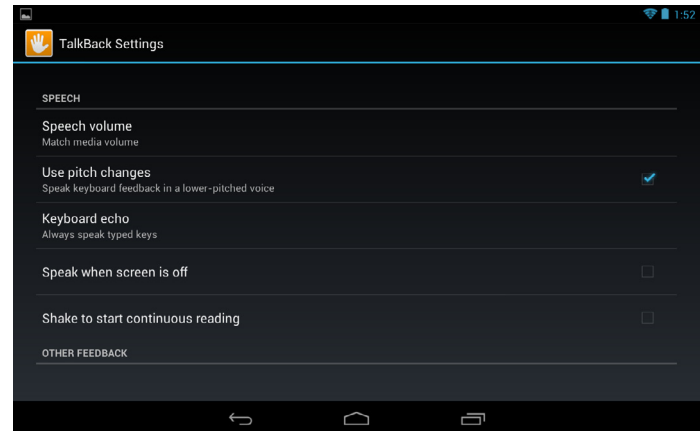 1:52
TalkBack Settings
SPEECH
Speech volume
Match media volume
Use pitch changes
Speak keyboard feedback in a lower-pitched voice
Keyboard echo
Always speak typed keys
Speak when screen is off
Shake to start continuous reading
OTHER FEEDBACK